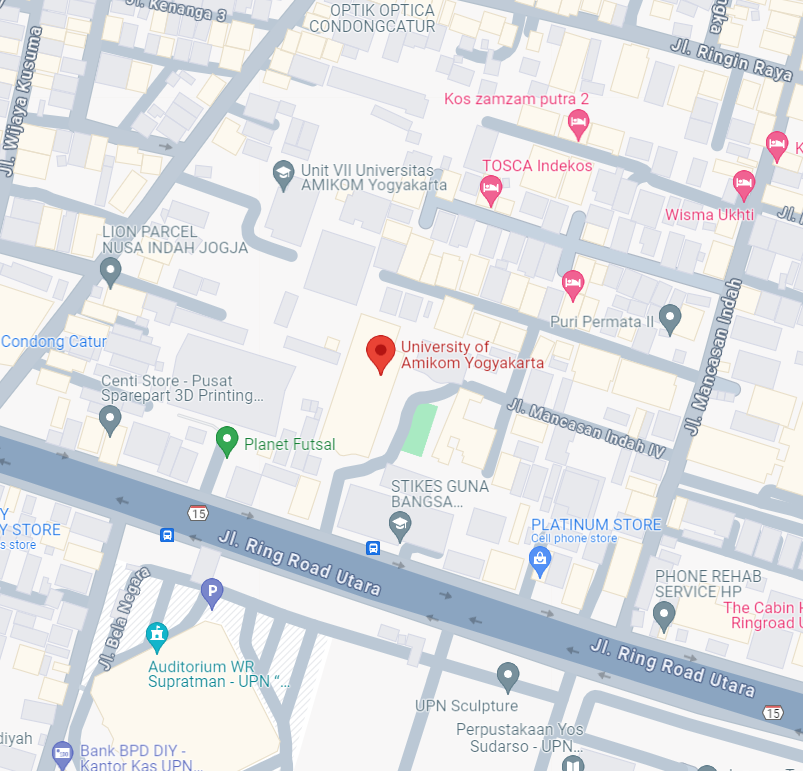 Jl. Kenanga 3
OPTIK OPTICA
CONDONGCATUR
Jl. Ringin Raya
Jl. Wijaya Kusuma
Kos zamzam putra 2
Unit VII Universitas
AMIKOM Yogyakarta
TOSCA Indekos
K
Wisma Ukhti
Jl.
LION PARCEL
NUSA INDAH JOGJA
Puri Permata II
Jl. Mancasan Indah
Condong Catur
University of
Amikom Yogyakarta
Centi Store - Pusat
Sparepart 3D Printing...
Jl. Mancasan Indah IV
Planet Futsal
STIKES GUNA
BANGSA...
15
Y
Y STORE
s store
PLATINUM STORE
Cell phone store
Jl. Ring Road Utara
P
Jl. Bela Negara
PHONE REHAB
SERVICE HP
The Cabin H
Ringroad U
Auditorium WR
Supratman - UPN “...
Jl. Ring Road Utara
15
UPN Sculpture
Perpustakaan Yos
Sudarso - UPN...
diyah
Bank BPD DIY -
Kantor Kas UPN...